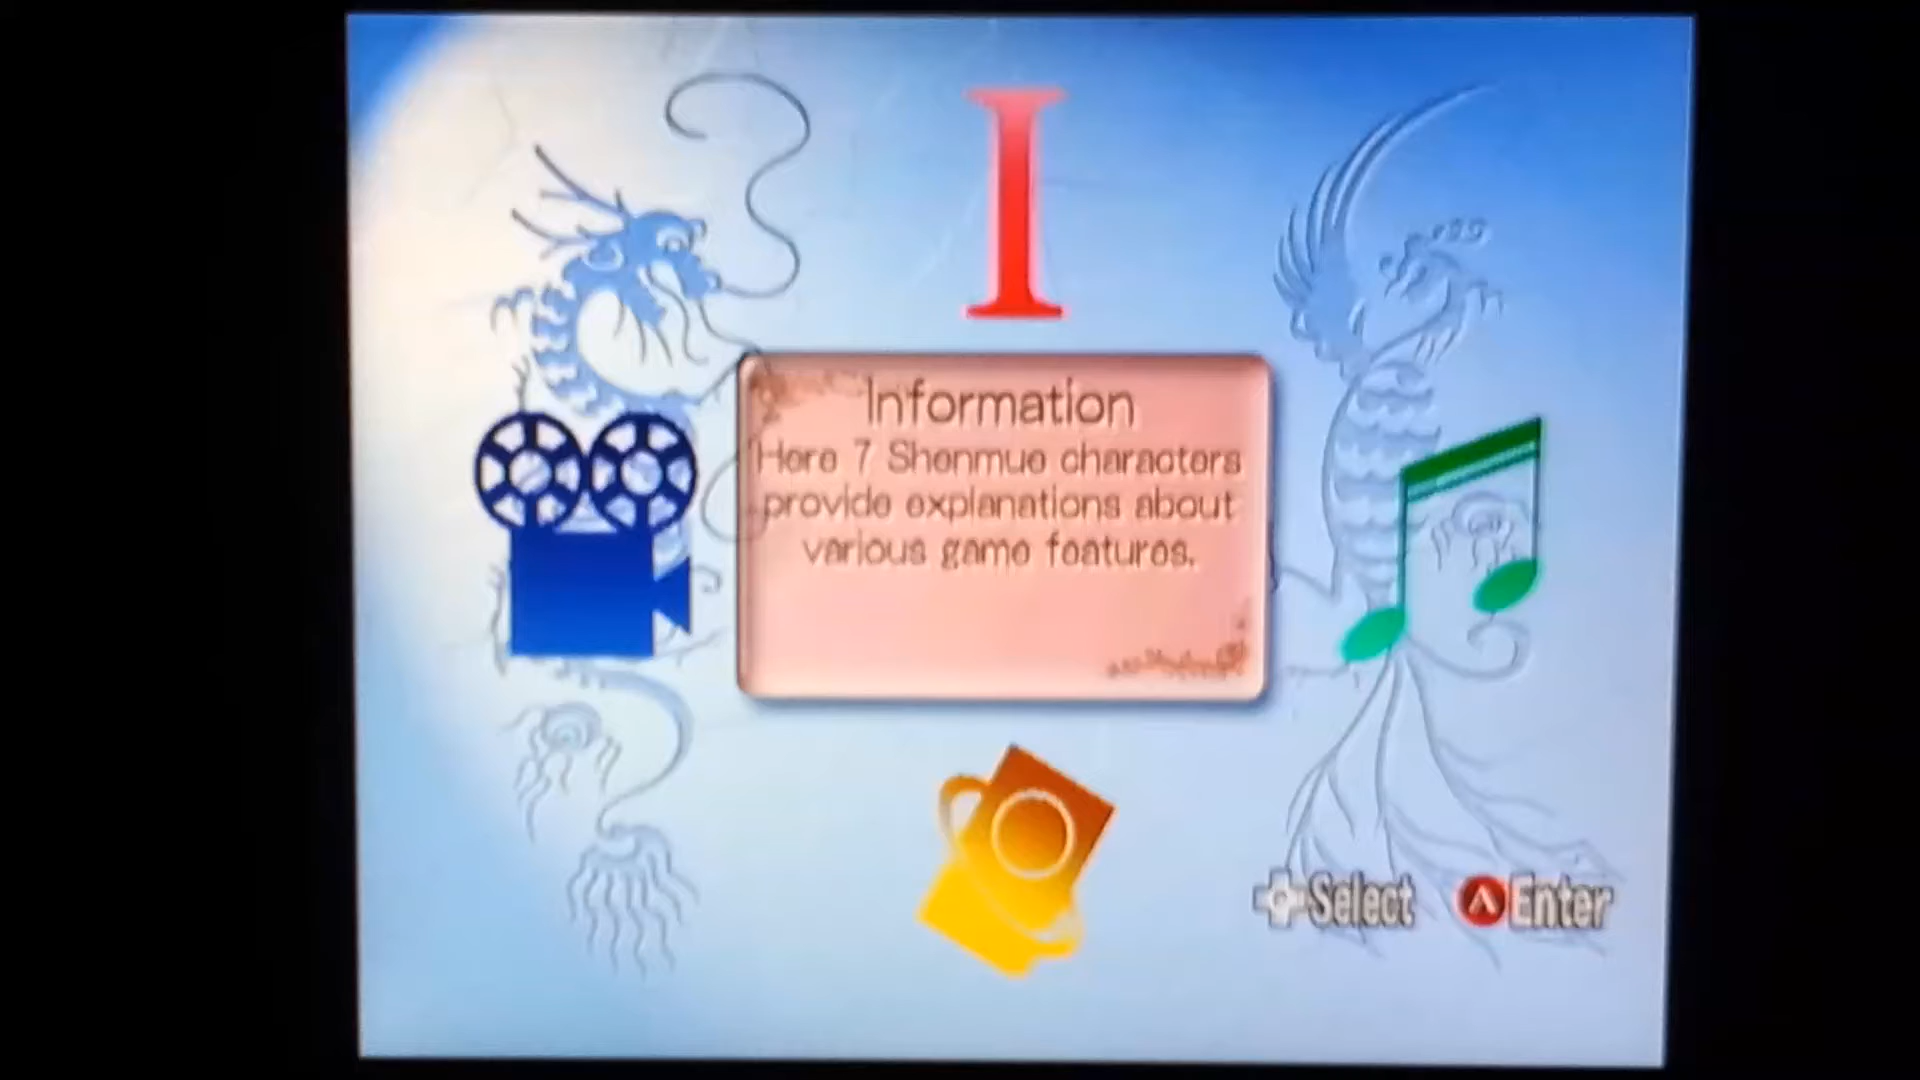 I
Information
Here 7 Shenmue characters
provide explanations about
various game features.
Select A Enter